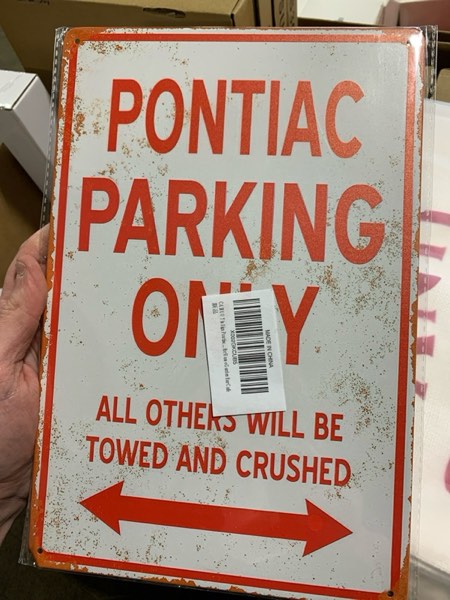 PONTIAC
PARKING
ONLY
MADE IN CHINA
ALL OTHERS WILL BE
TOWED AND CRUSHED